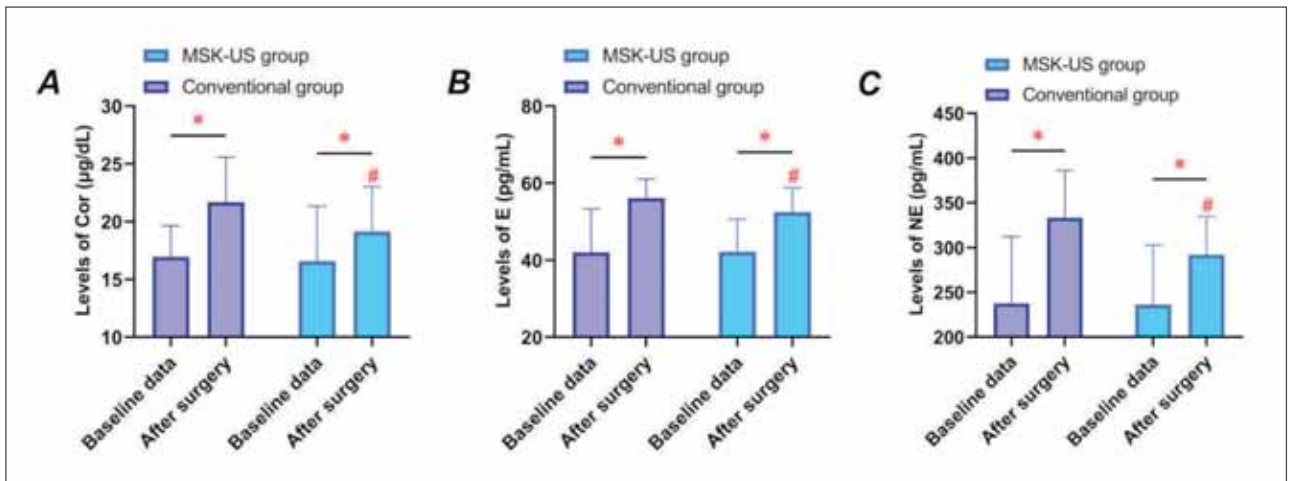 A
MSK-US group
Conventional group
Levels of Cor (μg/dL)
30
25
20
15
10
*
*
#
Baseline data
After surgery
Baseline data
After surgery
B
MSK-US group
Conventional group
Levels of E (pg/mL)
80
60
40
20
*
*
#
Baseline data
After surgery
Baseline data
After surgery
C
MSK-US group
Conventional group
Levels of NE (pg/mL)
450
400
350
300
250
200
*
*
#
Baseline data
After surgery
Baseline data
After surgery